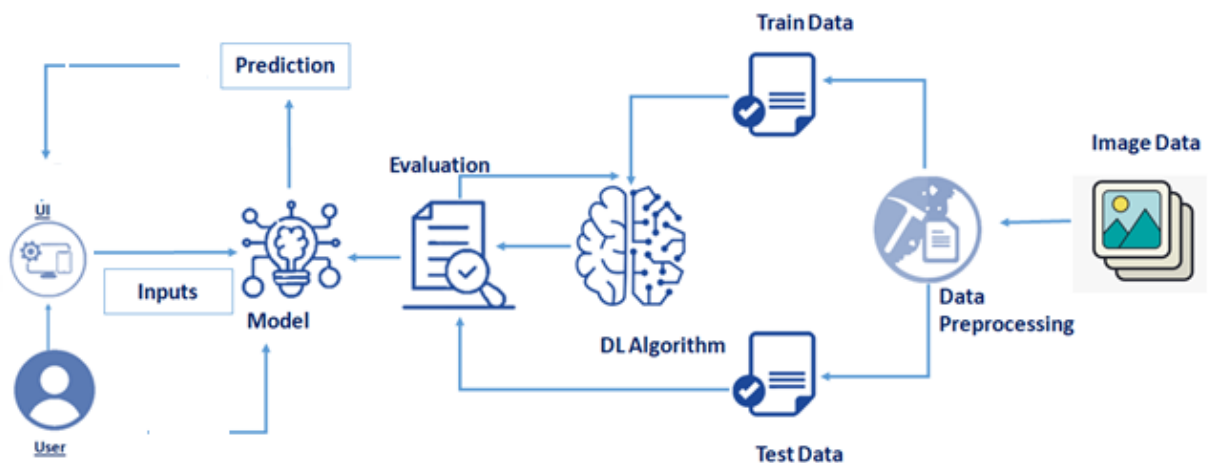 Train Data
Prediction
Image Data
Evaluation
UI
Inputs
Model
Data
Preprocessing
DL Algorithm
User
Test Data